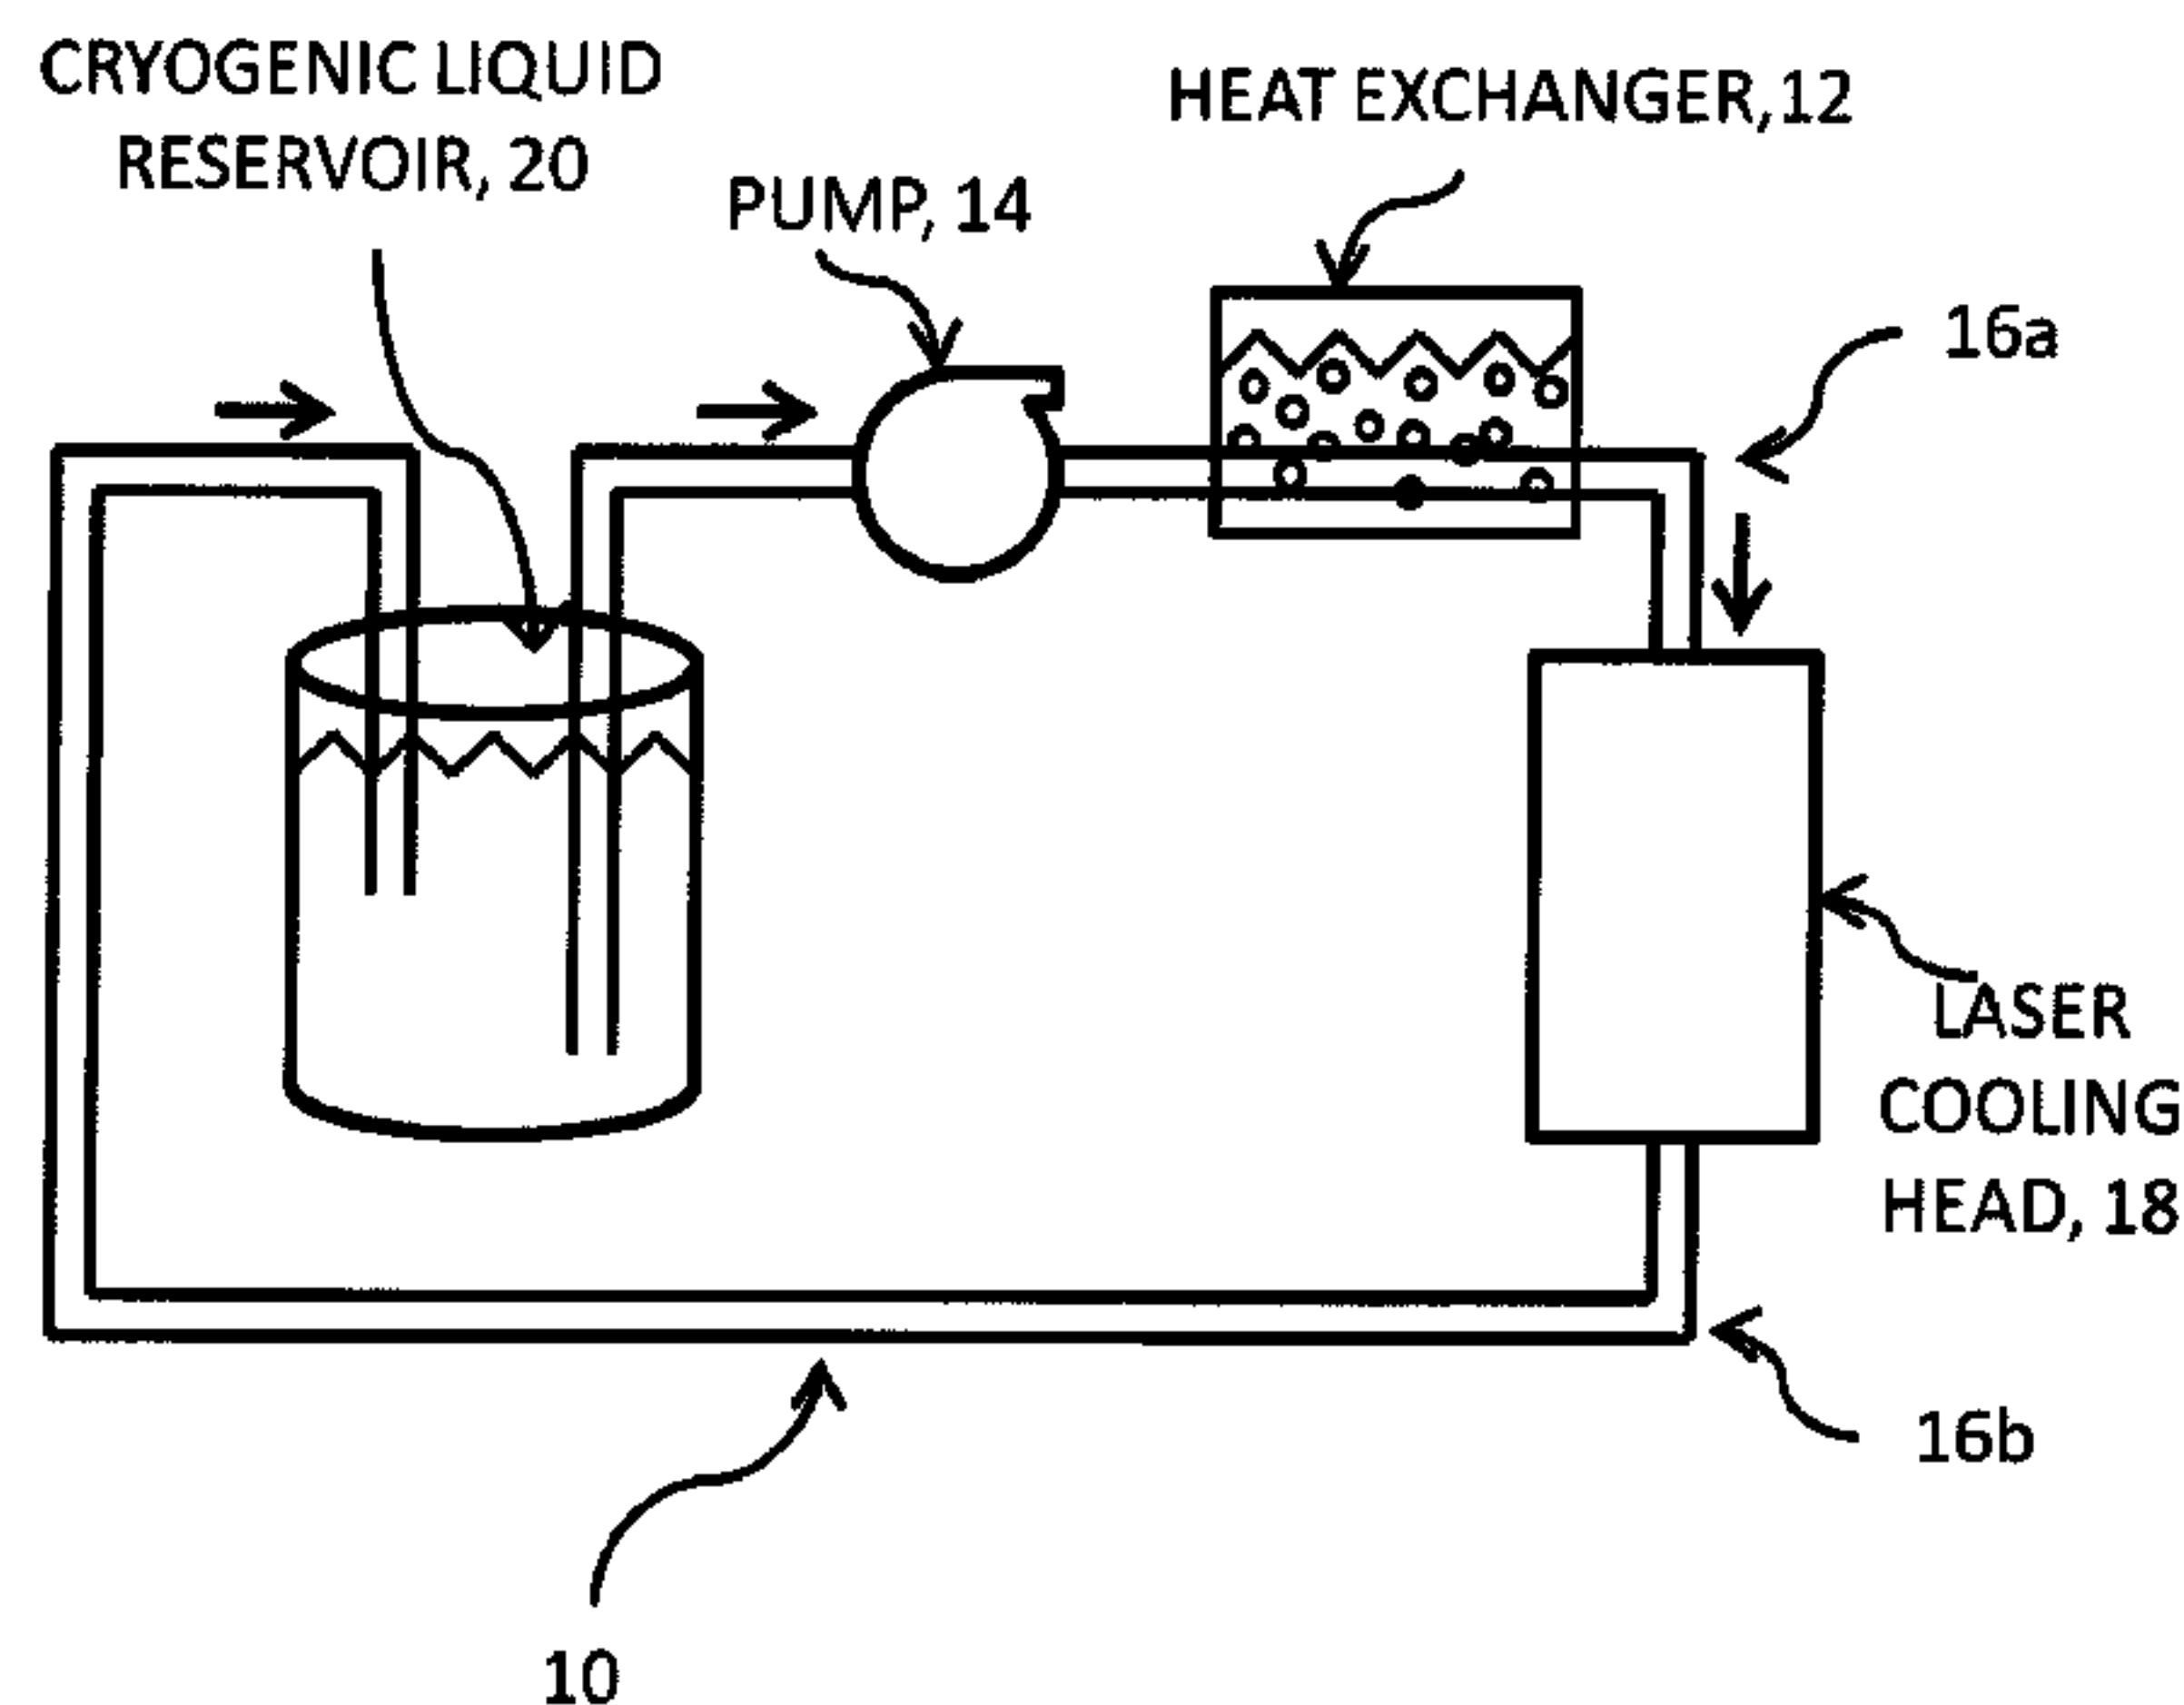 CRYOGENIC LIQUID
RESERVOIR, 20
PUMP, 14
HEAT EXCHANGER, 12
16a
LASER
COOLING
HEAD, 18
16b
10